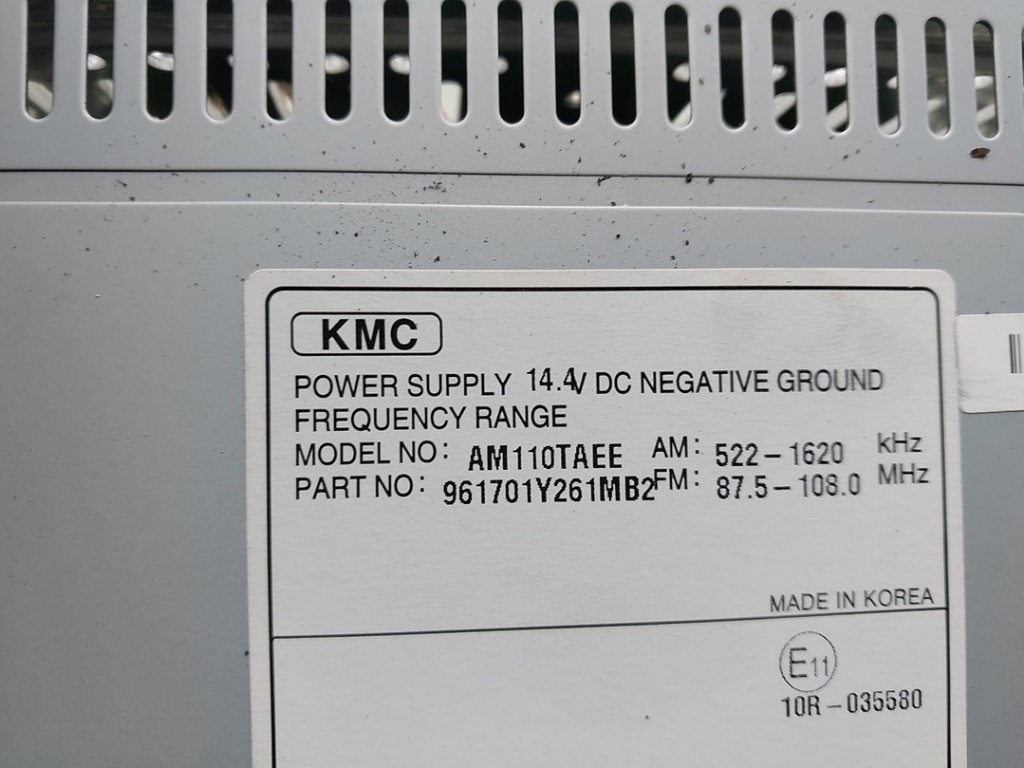 KMC
POWER SUPPLY 14.4V DC NEGATIVE GROUND
FREQUENCY RANGE
MODEL NO: AM110TAEE AM: 522-1620 kHz
PART NO: 961701Y261MB2 FM: 87.5-108.0 MHz
MADE IN KOREA
E11
10R-035580